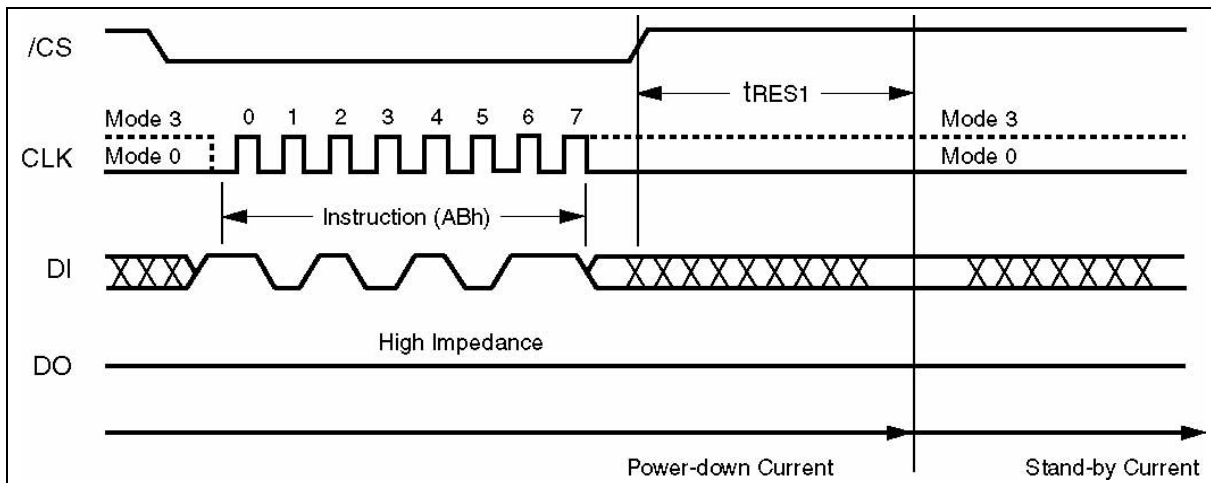 /CS
tRES1
Mode 3
0 1 2 3 4 5 6 7
Mode 3
CLK
Mode 0
Mode 0
Instruction (ABh)
DI
High Impedance
DO
Power-down Current
Stand-by Current